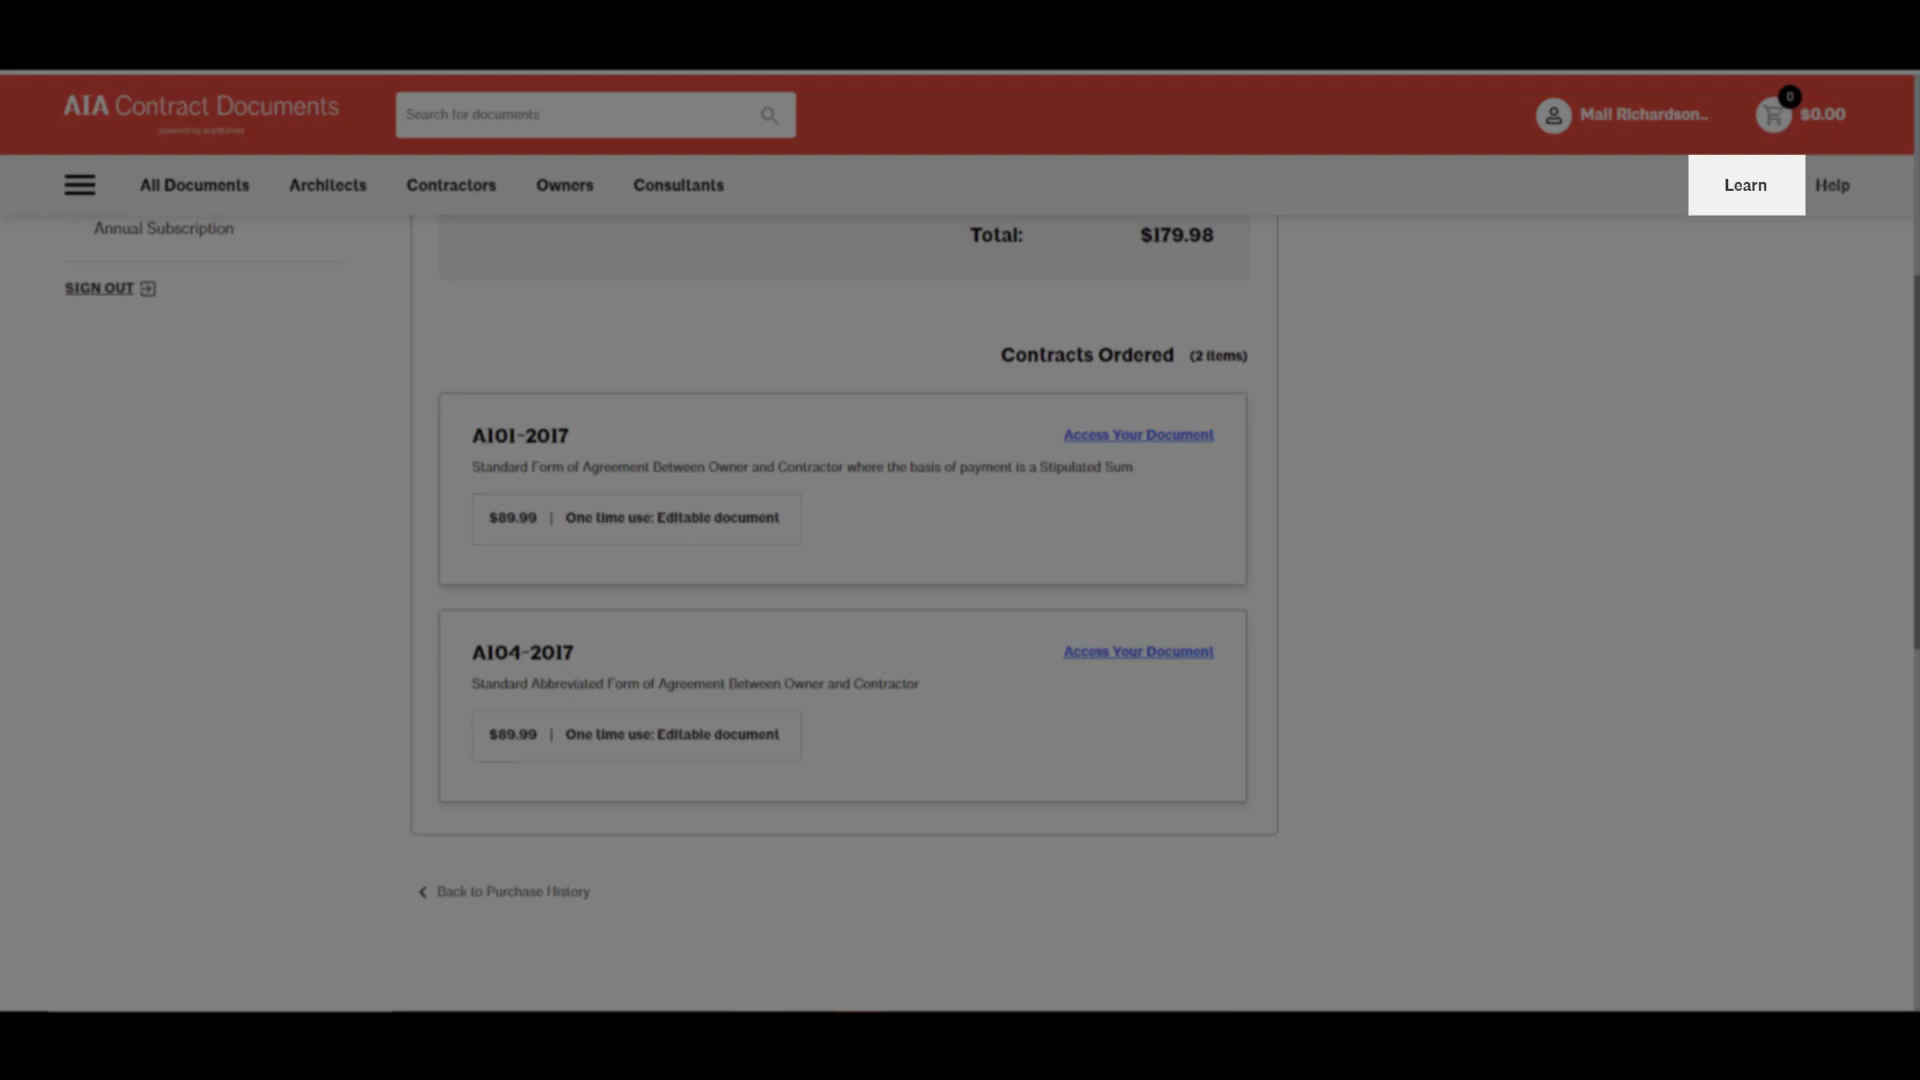 AIA Contract Documents
0
Search for documents
Matt Richardson..
$0.00
All Documents
Architects
Contractors
Owners
Consultants
Learn
Help
Annual Subscription
Total:
$179.98
SIGN OUT
Contracts Ordered (2 items)
A101-2017
Access Your Document
Standard Form of Agreement Between Owner and Contractor where the basis of payment is a Stipulated Sum
$89.99 | One time use: Editable document
A104-2017
Access Your Document
Standard Abbreviated Form of Agreement Between Owner and Contractor
$89.99 | One time use: Editable document
Back to Purchase History